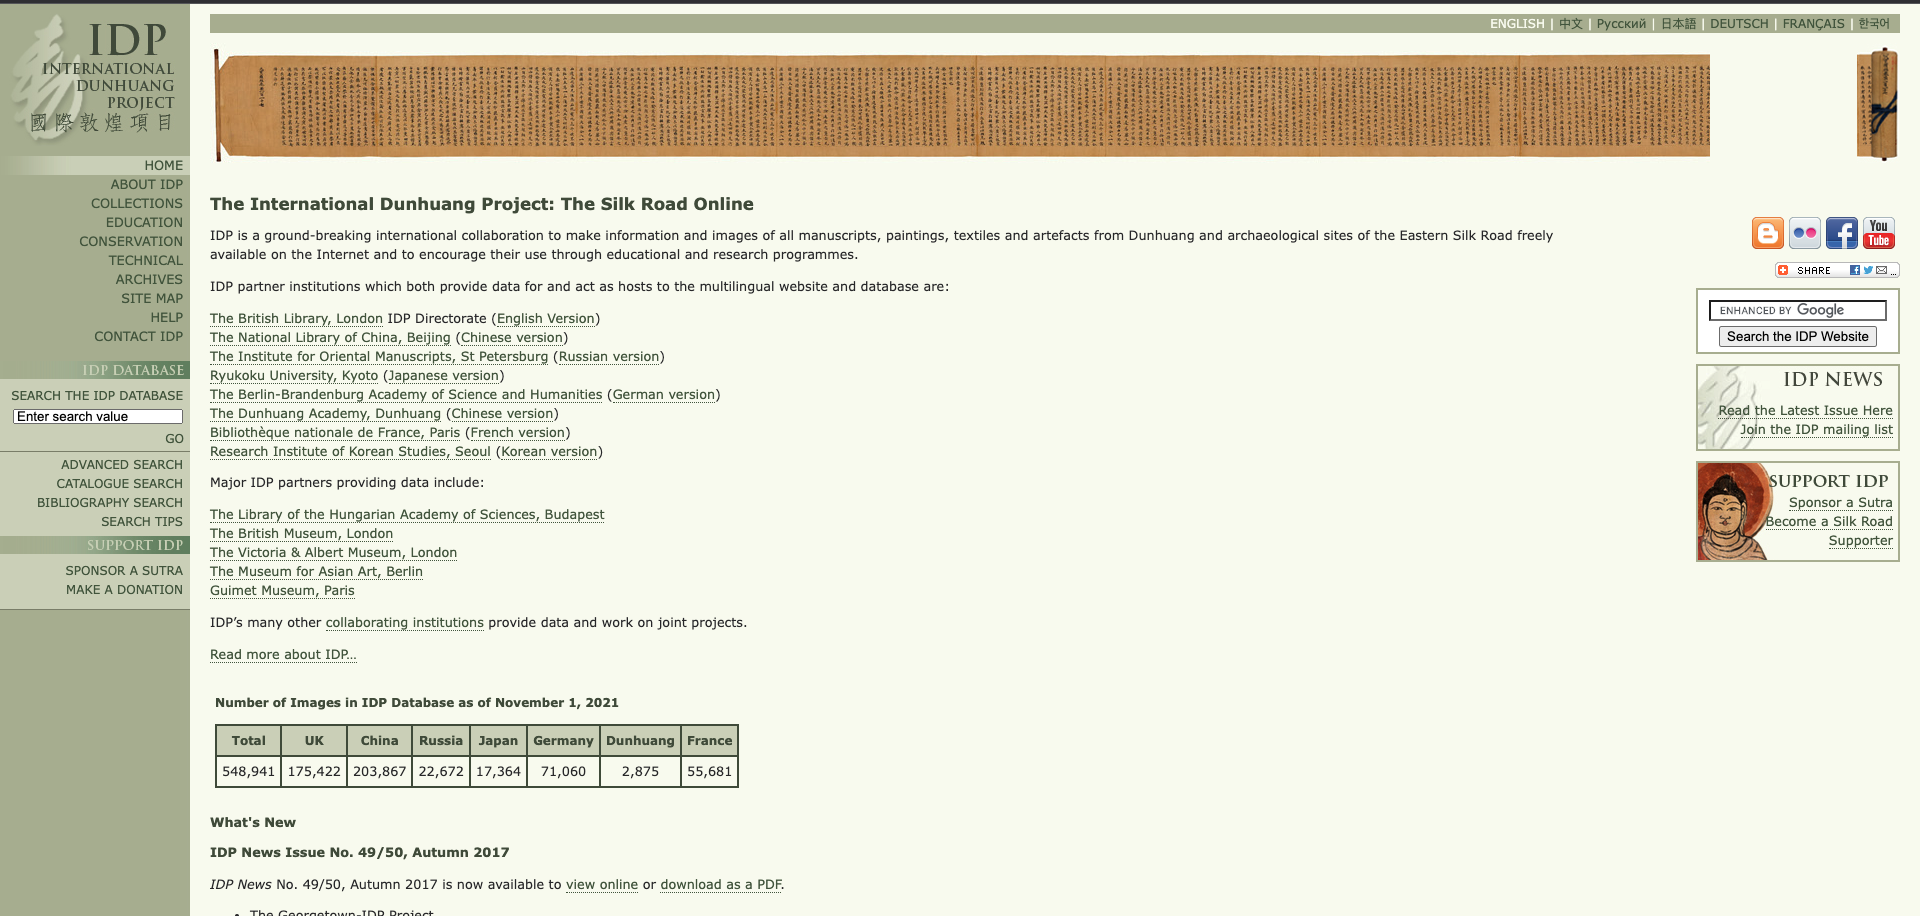 IDP
INTERNATIONAL
DUNHUANG
PROJECT
國際敦煌項目
HOME
ABOUT IDP
COLLECTIONS
EDUCATION
CONSERVATION
TECHNICAL
ARCHIVES
SITE MAP
HELP
CONTACT IDP
IDP DATABASE
SEARCH THE IDP DATABASE
Enter search value
GO
ADVANCED SEARCH
CATALOGUE SEARCH
BIBLIOGRAPHY SEARCH
SEARCH TIPS
SUPPORT IDP
SPONSOR A SUTRA
MAKE A DONATION
ENGLISH | 中文 | Русский | 日本語 | DEUTSCH | FRANÇAIS | 한국어
The International Dunhuang Project: The Silk Road Online
IDP is a ground-breaking international collaboration to make information and images of all manuscripts, paintings, textiles and artefacts from Dunhuang and archaeological sites of the Eastern Silk Road freely
available on the Internet and to encourage their use through educational and research programmes.
IDP partner institutions which both provide data for and act as hosts to the multilingual website and database are:
The British Library, London IDP Directorate (English Version)
The National Library of China, Beijing (Chinese version)
The Institute for Oriental Manuscripts, St Petersburg (Russian version)
Ryukoku University, Kyoto (Japanese version)
The Berlin-Brandenburg Academy of Science and Humanities (German version)
The Dunhuang Academy, Dunhuang (Chinese version)
Bibliothèque nationale de France, Paris (French version)
Research Institute of Korean Studies, Seoul (Korean version)
Major IDP partners providing data include:
The Library of the Hungarian Academy of Sciences, Budapest
The British Museum, London
The Victoria & Albert Museum, London
The Museum for Asian Art, Berlin
Guimet Museum, Paris
IDP’s many other collaborating institutions provide data and work on joint projects.
Read more about IDP...
Number of Images in IDP Database as of November 1, 2021
Total UK China Russia Japan Germany Dunhuang France
548,941 175,422 203,867 22,672 17,364 71,060 2,875 55,681
What's New
IDP News Issue No. 49/50, Autumn 2017
IDP News No. 49/50, Autumn 2017 is now available to view online or download as a PDF.
• The Georgetown-IDP Project
You
Tube
SHARE ...
ENHANCED BY Google
Search the IDP Website
IDP NEWS
Read the Latest Issue Here
Join the IDP mailing list
SUPPORT IDP
Sponsor a Sutra
Become a Silk Road
Supporter